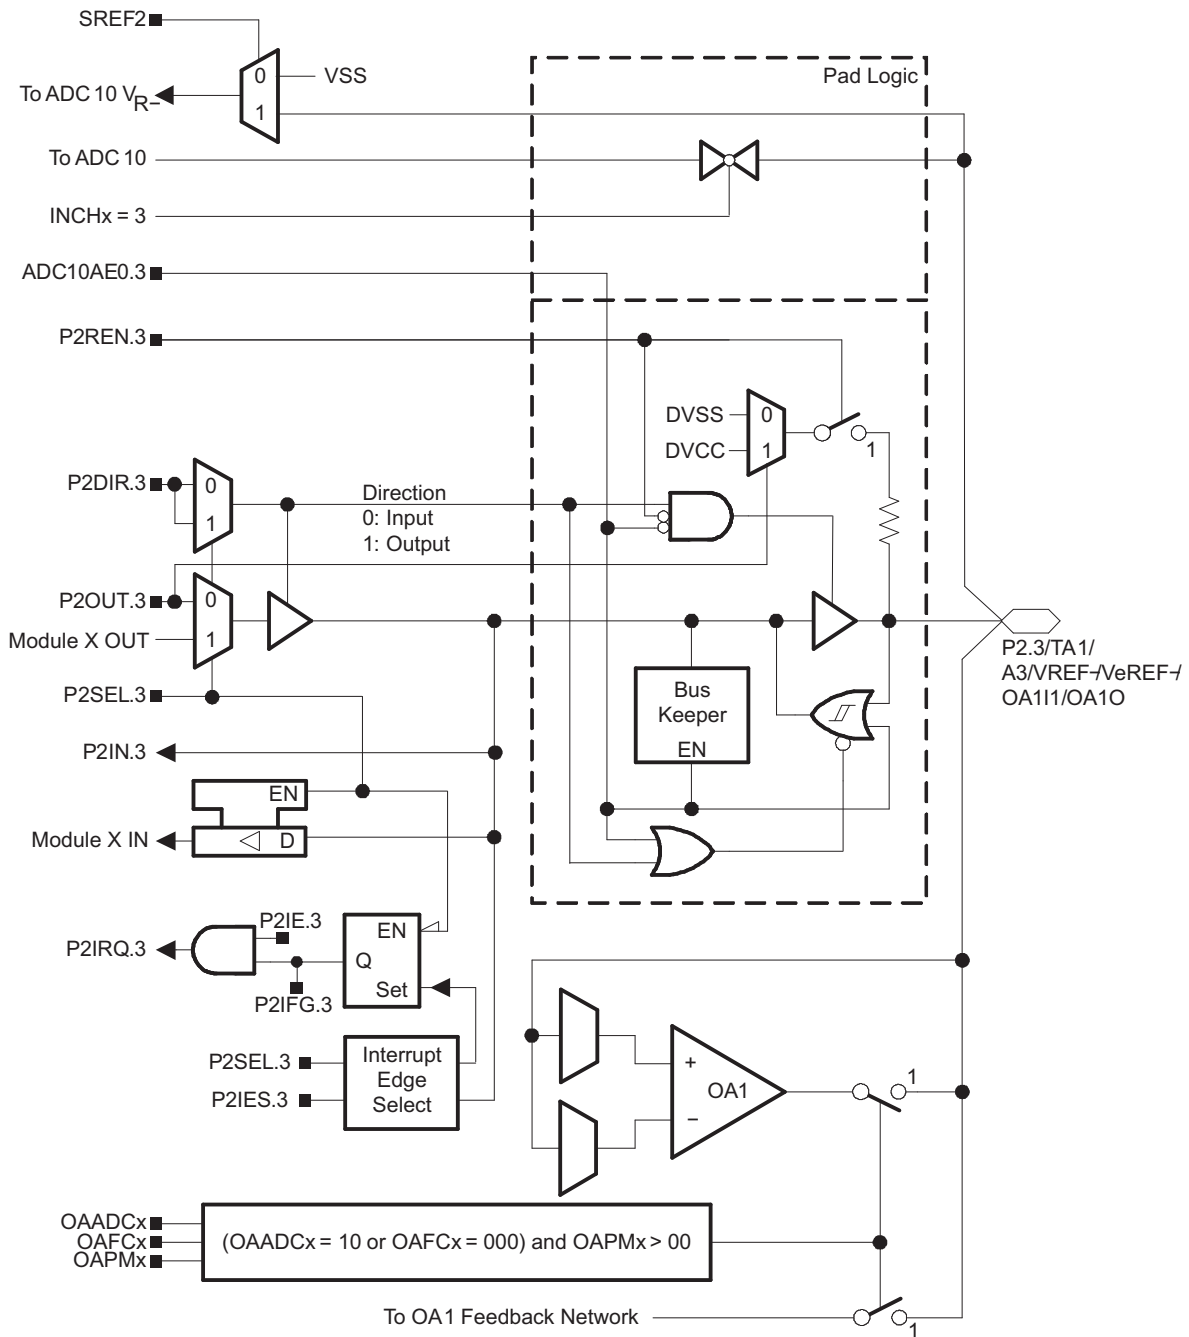 SREF2
0
VSS
To ADC 10 VR−
1
Pad Logic
To ADC 10
INCHx = 3
ADC10AE0.3
P2REN.3
DVSS
0
DVCC
1
1
P2DIR.3
0
1
Direction
0: Input
1: Output
P2OUT.3
0
Module X OUT
1
P2SEL.3
Bus
Keeper
EN
P2.3/TA1/
A3/VREF−/VeREF−/
OA1I1/OA1O
P2IN.3
EN
Module X IN
D
P2IE.3
P2IRQ.3
EN
Q
Set
P2IFG.3
P2SEL.3
P2IES.3
Interrupt
Edge
Select
+
OA1
−
1
OAADCx
OAFCx
OAPMx
(OAADCx = 10 or OAFCx = 000) and OAPMx > 00
To OA1 Feedback Network
1